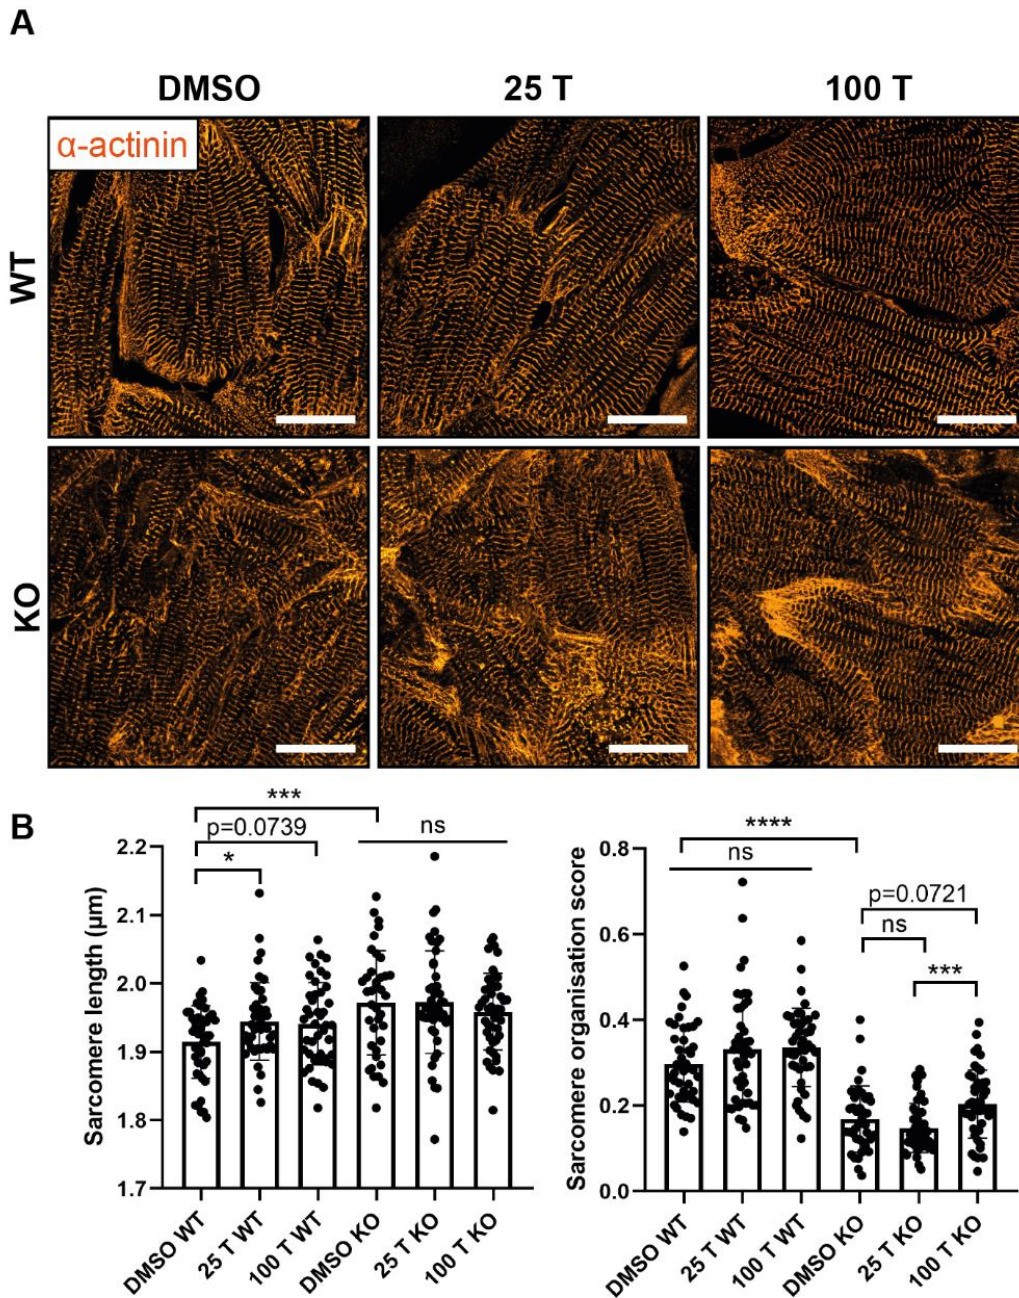 A
DMSO
25 T
100 T
α-actinin
WT
KO
B
***
p=0.0739
*
ns
2.2
2.1
2.0
1.9
1.8
1.7
Sarcomere length (µm)
DMSO WT
25 T WT
100 T WT
DMSO KO
25 T KO
100 T KO
****
ns
p=0.0721
ns
***
0.8
0.6
0.4
0.2
0.0
Sarcomere organisation score
DMSO WT
25 T WT
100 T WT
DMSO KO
25 T KO
100 T KO